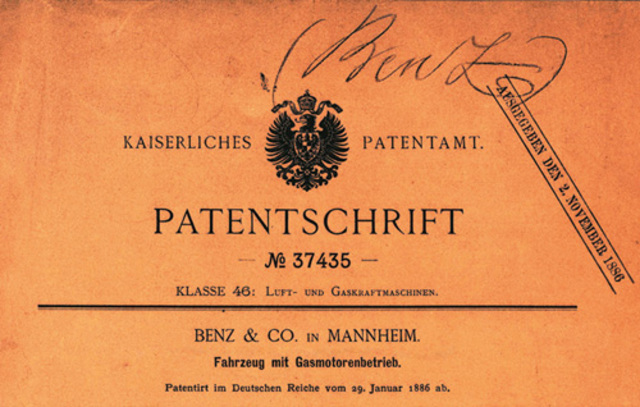 (Benz)
KAISERLICHES PATENTAMT.
AUSGEGEBEN DEN 2. NOVEMBER 1886
PATENTSCHRIFT
— № 37435 —
KLASSE 46: LUFT- UND GASKRAFTMASCHINEN.
BENZ & CO. IN MANNHEIM.
Fahrzeug mit Gasmotorenbetrieb.
Patentirt im Deutschen Reiche vom 29. Januar 1886 ab.